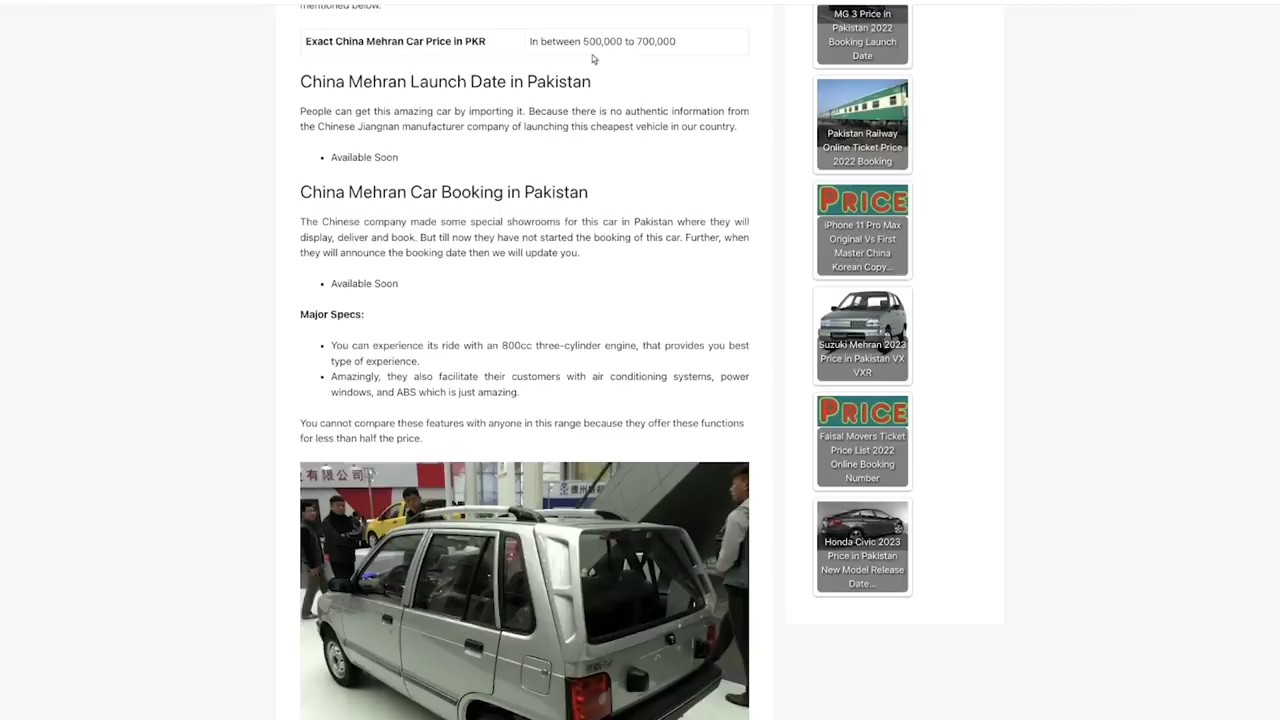 mentioned below.
Exact China Mehran Car Price in PKR
In between 500,000 to 700,000
China Mehran Launch Date in Pakistan
People can get this amazing car by importing it. Because there is no authentic information from
the Chinese Jiangnan manufacturer company of launching this cheapest vehicle in our country.
• Available Soon
China Mehran Car Booking in Pakistan
The Chinese company made some special showrooms for this car in Pakistan where they will
display, deliver and book. But till now they have not started the booking of this car. Further, when
they will announce the booking date then we will update you.
• Available Soon
Major Specs:
• You can experience its ride with an 800cc three-cylinder engine, that provides you best
type of experience.
• Amazingly, they also facilitate their customers with air conditioning systems, power
windows, and ABS which is just amazing.
You cannot compare these features with anyone in this range because they offer these functions
for less than half the price.
有限公司
MG 3 Price in
Pakistan 2022
Booking Launch
Date
Pakistan Railway
Online Ticket Price
2022 Booking
PRICE
iPhone 11 Pro Max
Original Vs First
Master China
Korean Copy...
Suzuki Mehran 2023
Price in Pakistan VX
VXR
PRICE
Faisal Movers Ticket
Price List 2022
Online Booking
Number
Honda Civic 2023
Price in Pakistan
New Model Release
Date...